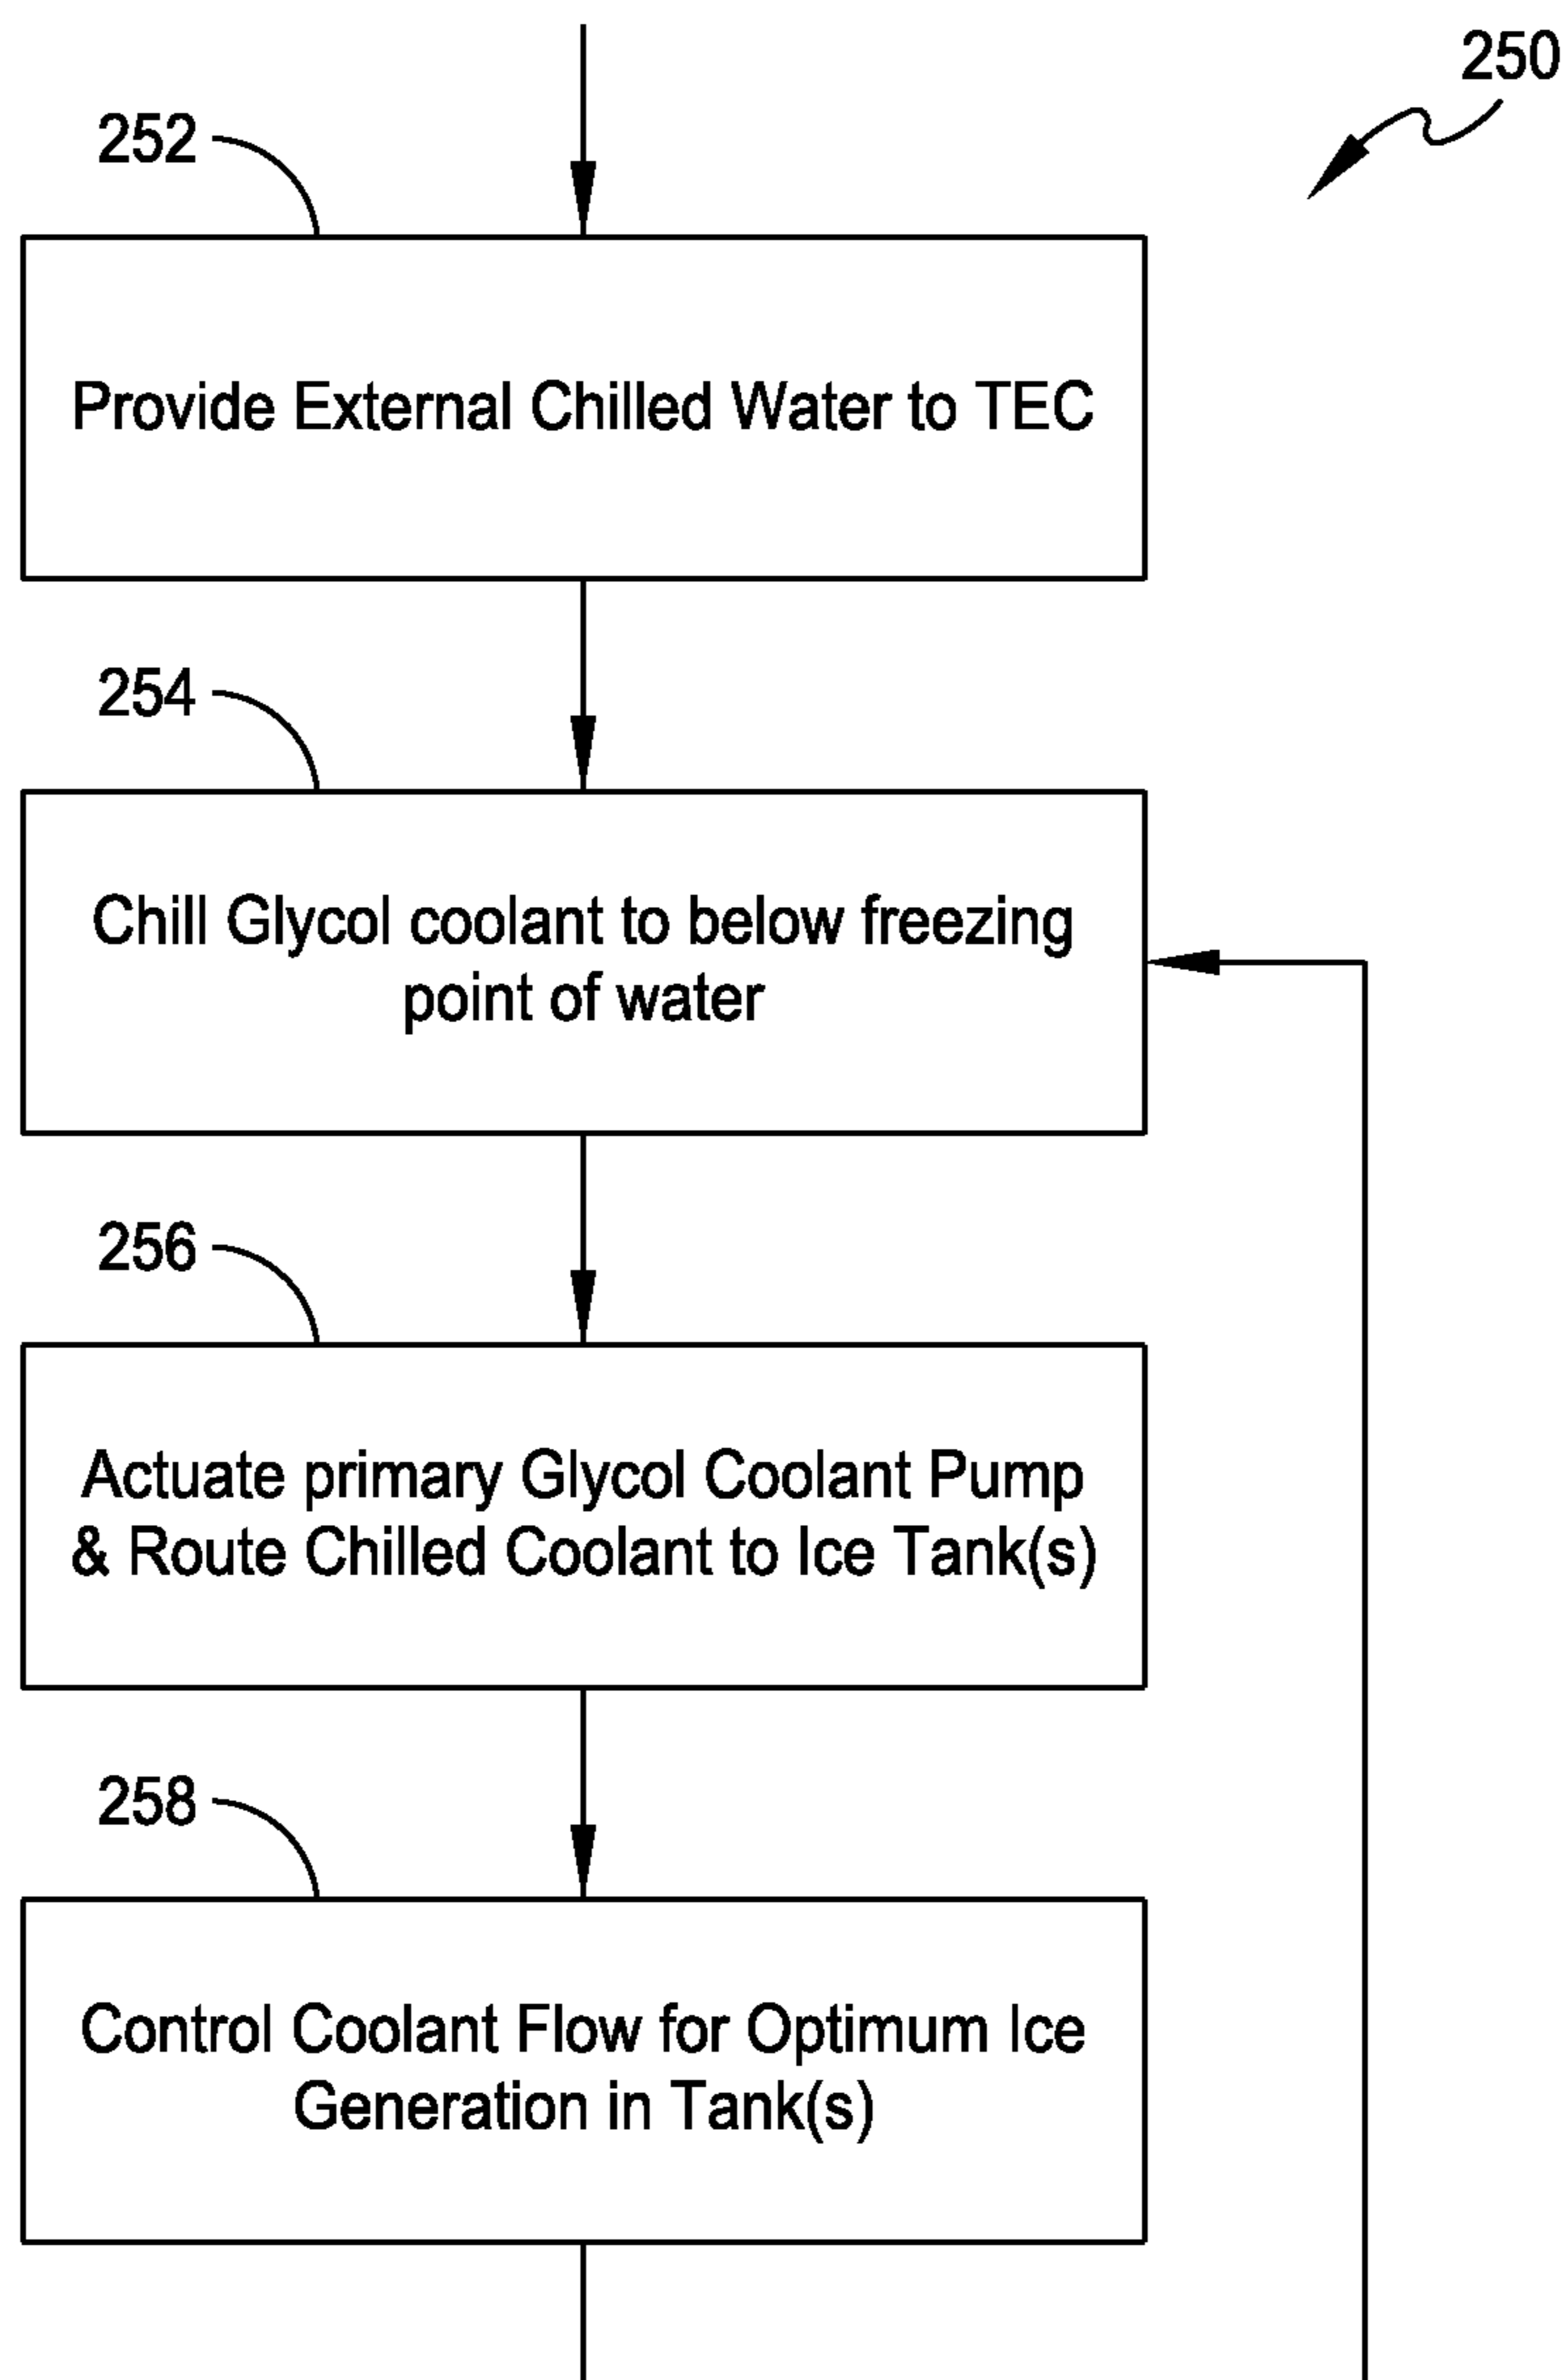 250
252
Provide External Chilled Water to TEC
254
Chill Glycol coolant to below freezing
point of water
256
Actuate primary Glycol Coolant Pump
& Route Chilled Coolant to Ice Tank(s)
258
Control Coolant Flow for Optimum Ice
Generation in Tank(s)